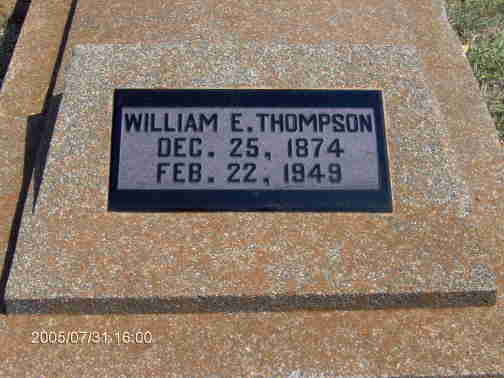 WILLIAM E. THOMPSON
DEC. 25, 1874
FEB. 22, 1949
2005/07/31 16:00